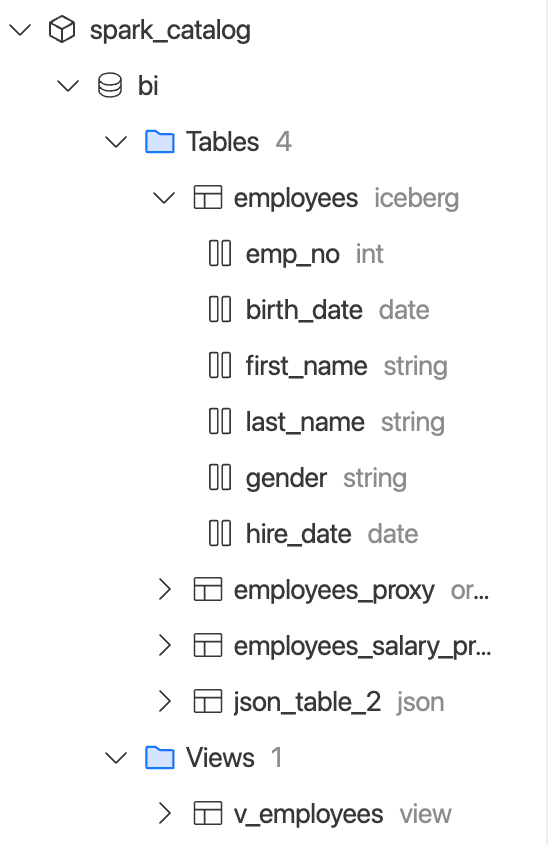 spark_catalog
bi
Tables 4
employees iceberg
emp_no int
birth_date date
first_name string
last_name string
gender string
hire_date date
employees_proxy or...
employees_salary_pr...
json_table_2 json
Views 1
v_employees view